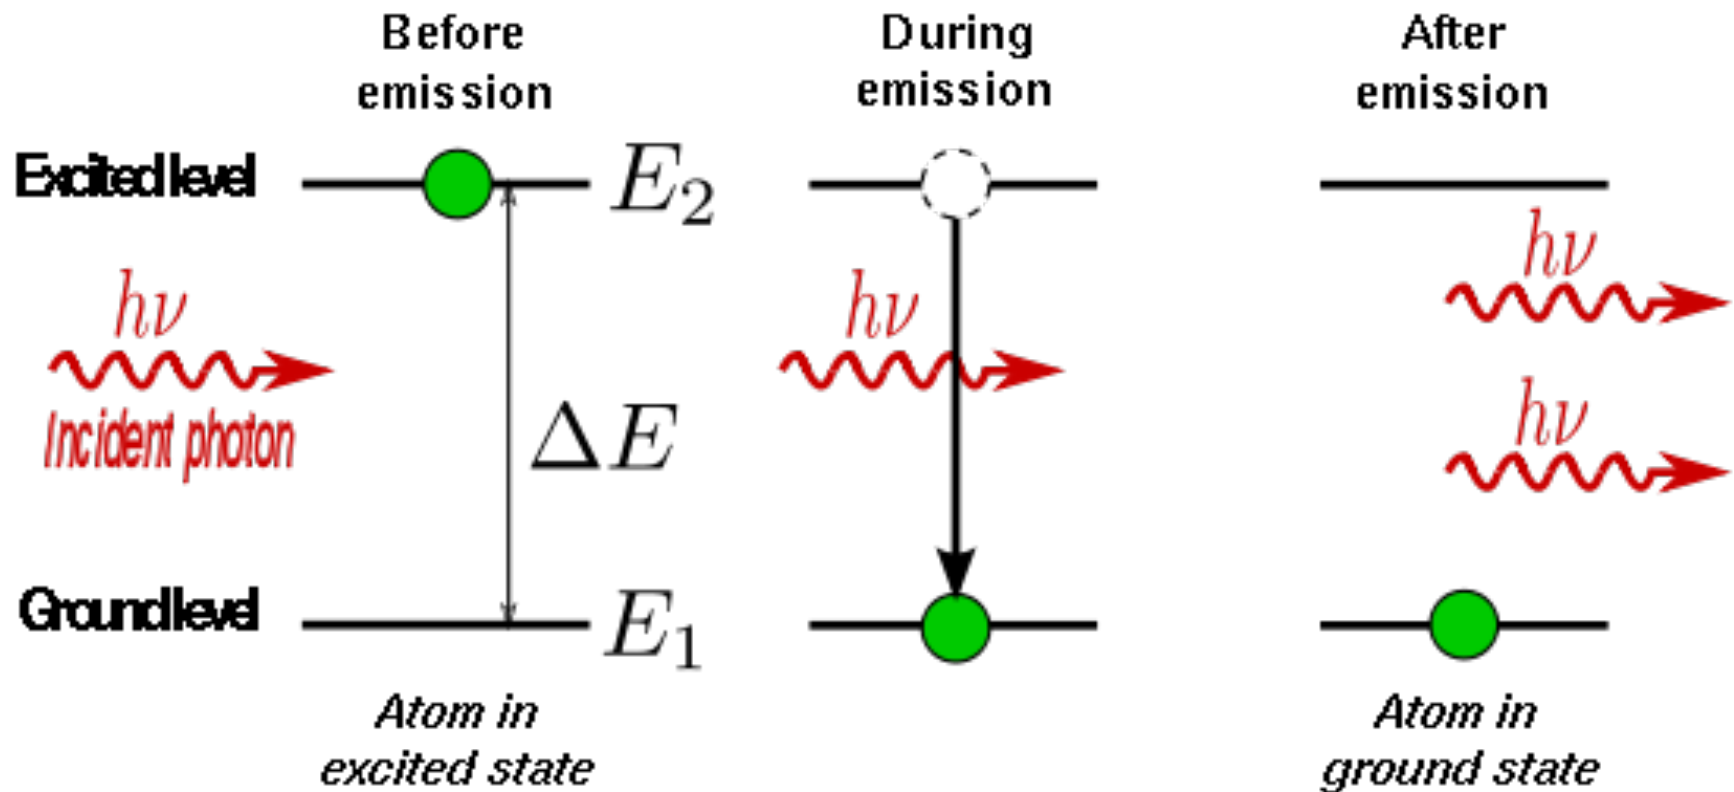 Before
emission
During
emission
After
emission
Excited level
E₂
hν
Incident photon
ΔE
hν
hν
hν
Ground level
E₁
Atom in
excited state
Atom in
ground state